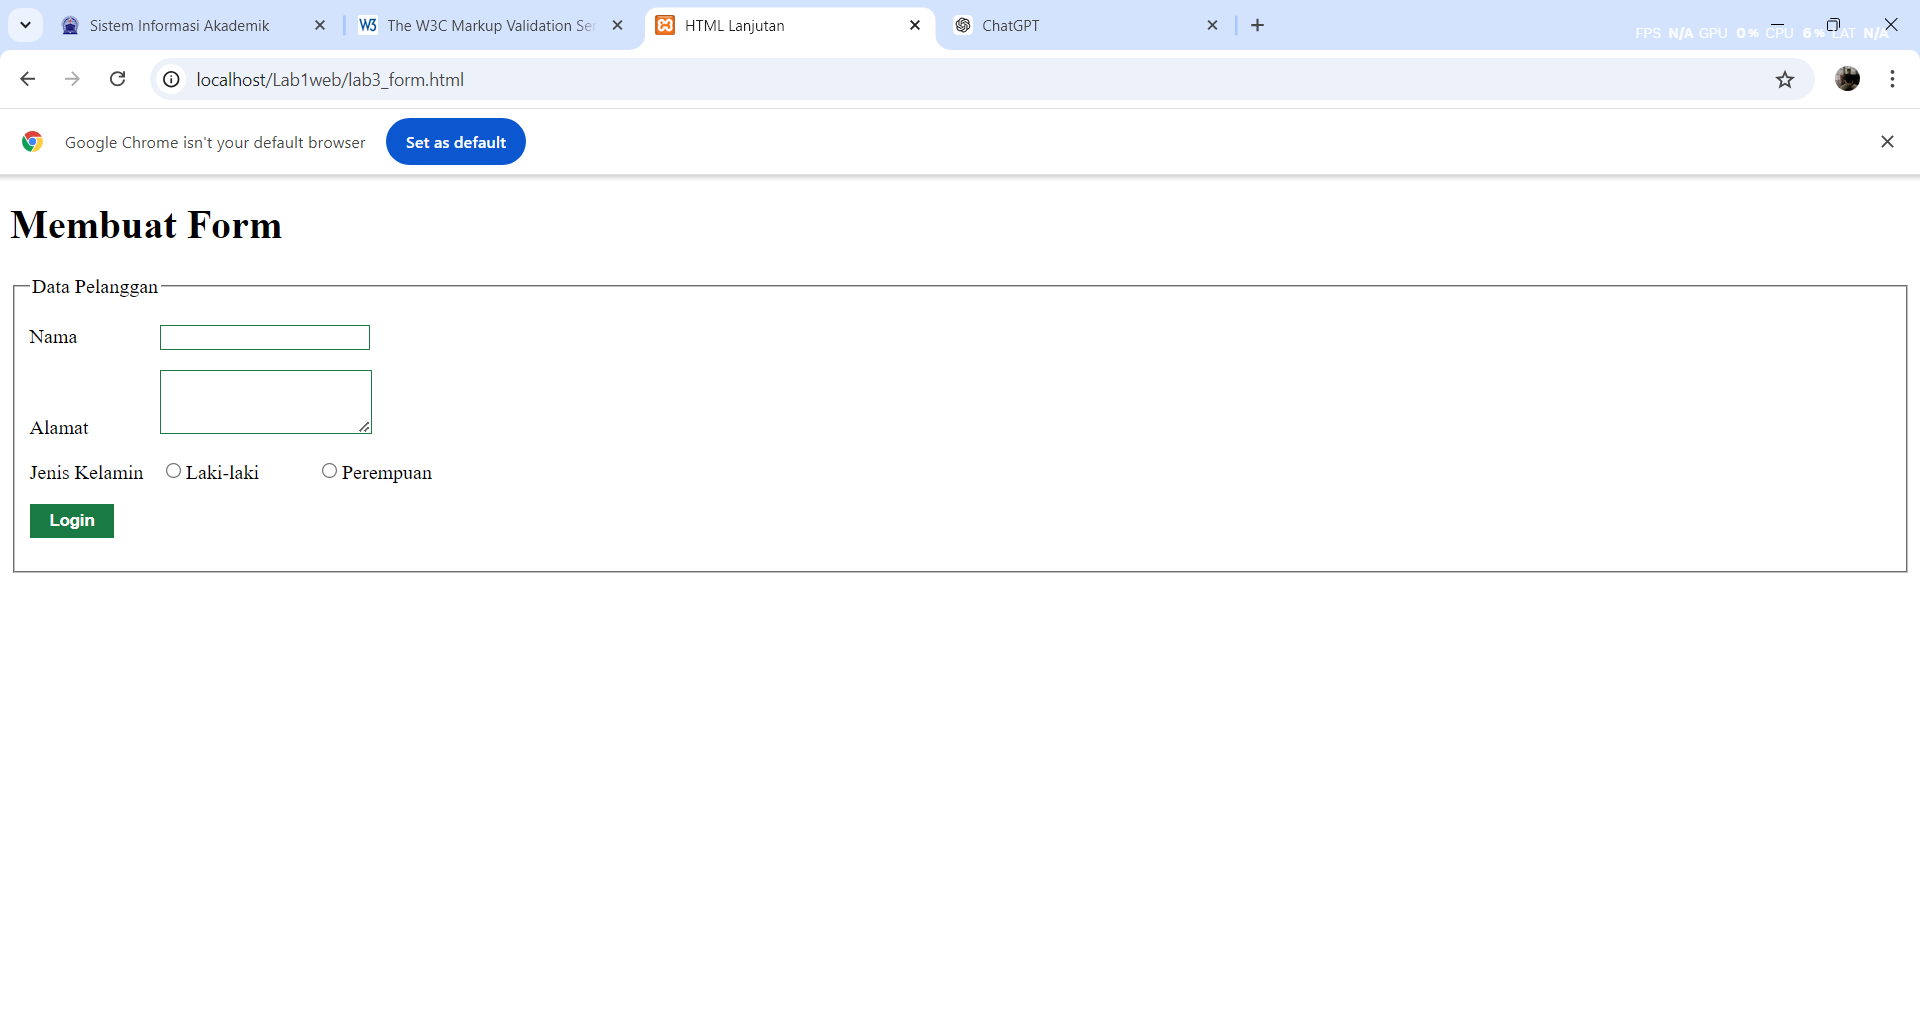 Sistem Informasi Akademik
W3 The W3C Markup Validation Ser
HTML Lanjutan
ChatGPT
FPS N/A GPU 0% CPU 6% LAT N/A
localhost/Lab1web/lab3_form.html
Google Chrome isn't your default browser Set as default
Membuat Form
Data Pelanggan
Nama
Alamat
Jenis Kelamin Laki-laki Perempuan
Login